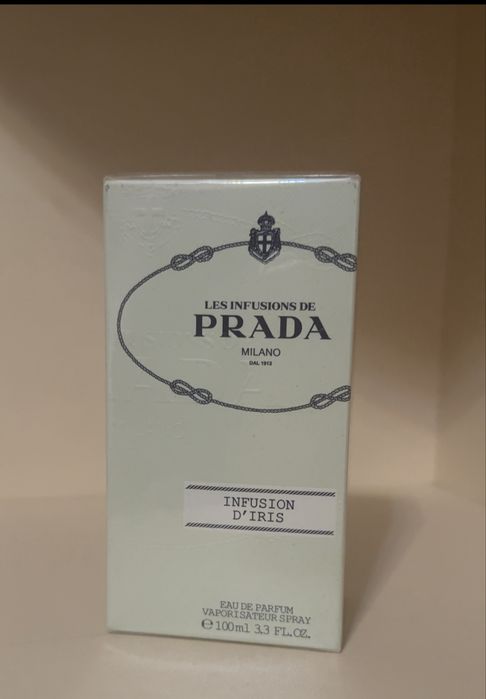 LES INFUSIONS DE
PRADA
MILANO
DAL 1913
INFUSION
D'IRIS
EAU DE PARFUM
VAPORISATEUR SPRAY
℮ 100ml 3.3 FL.OZ.